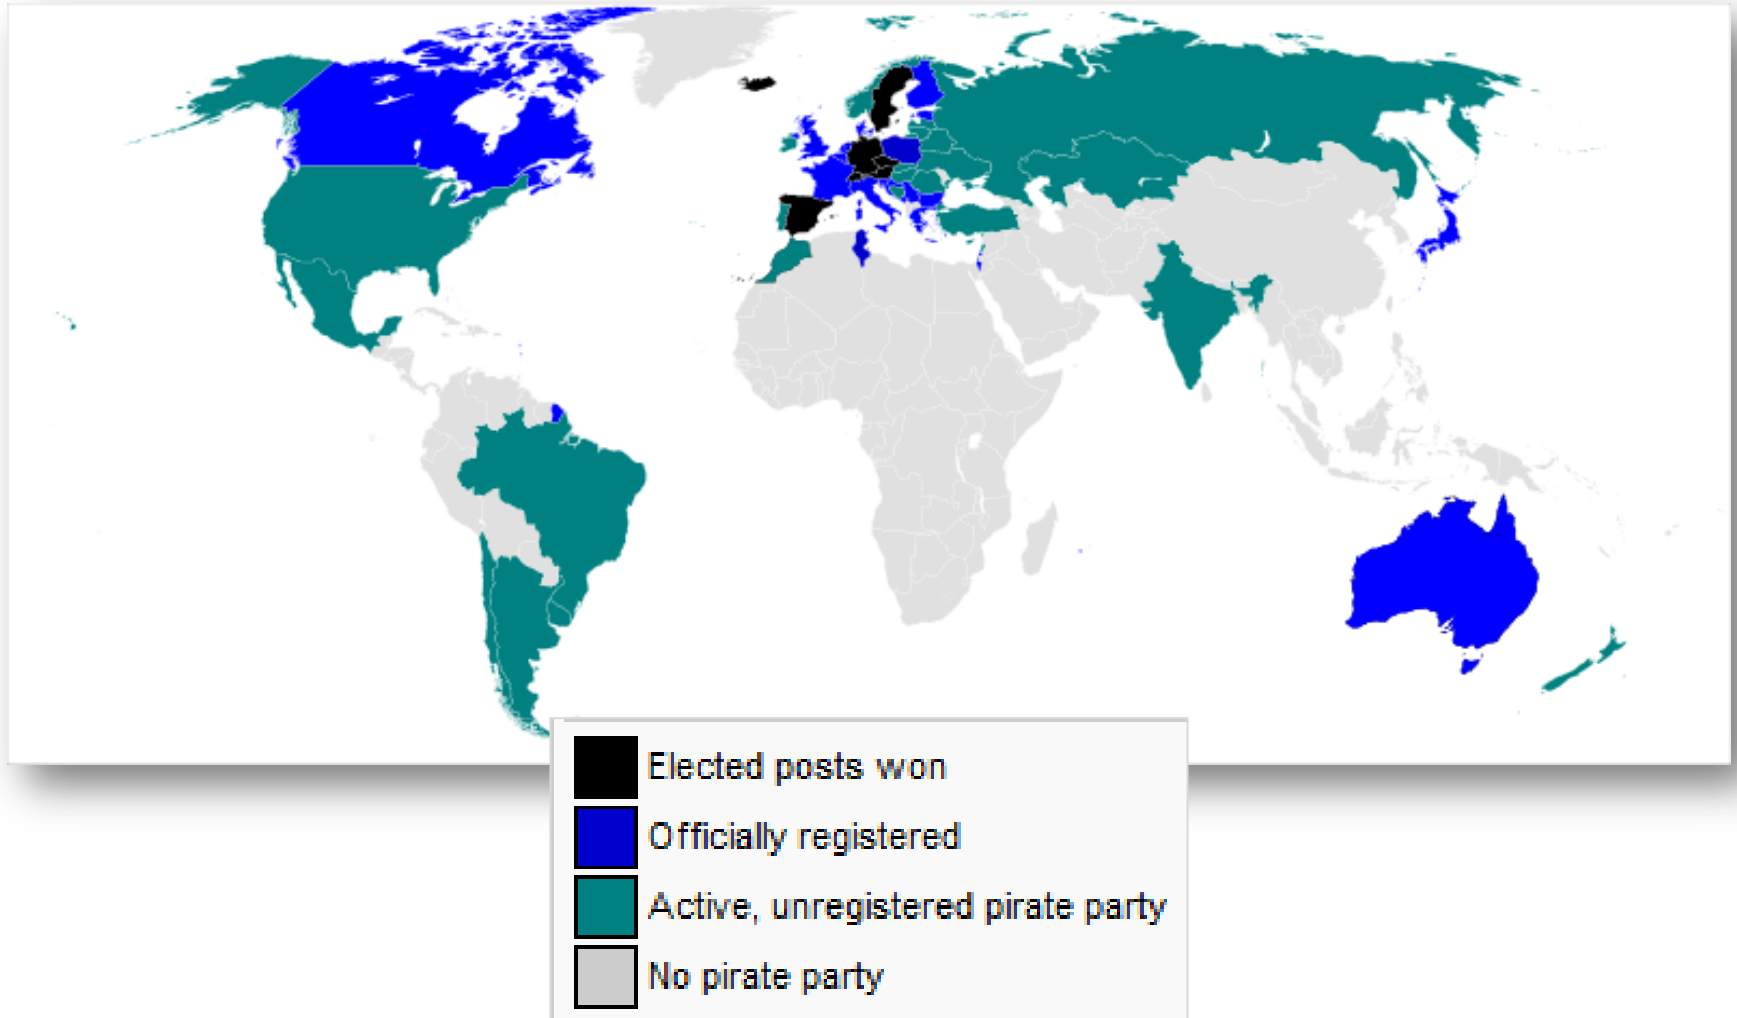 Elected posts won
Officially registered
Active, unregistered pirate party
No pirate party